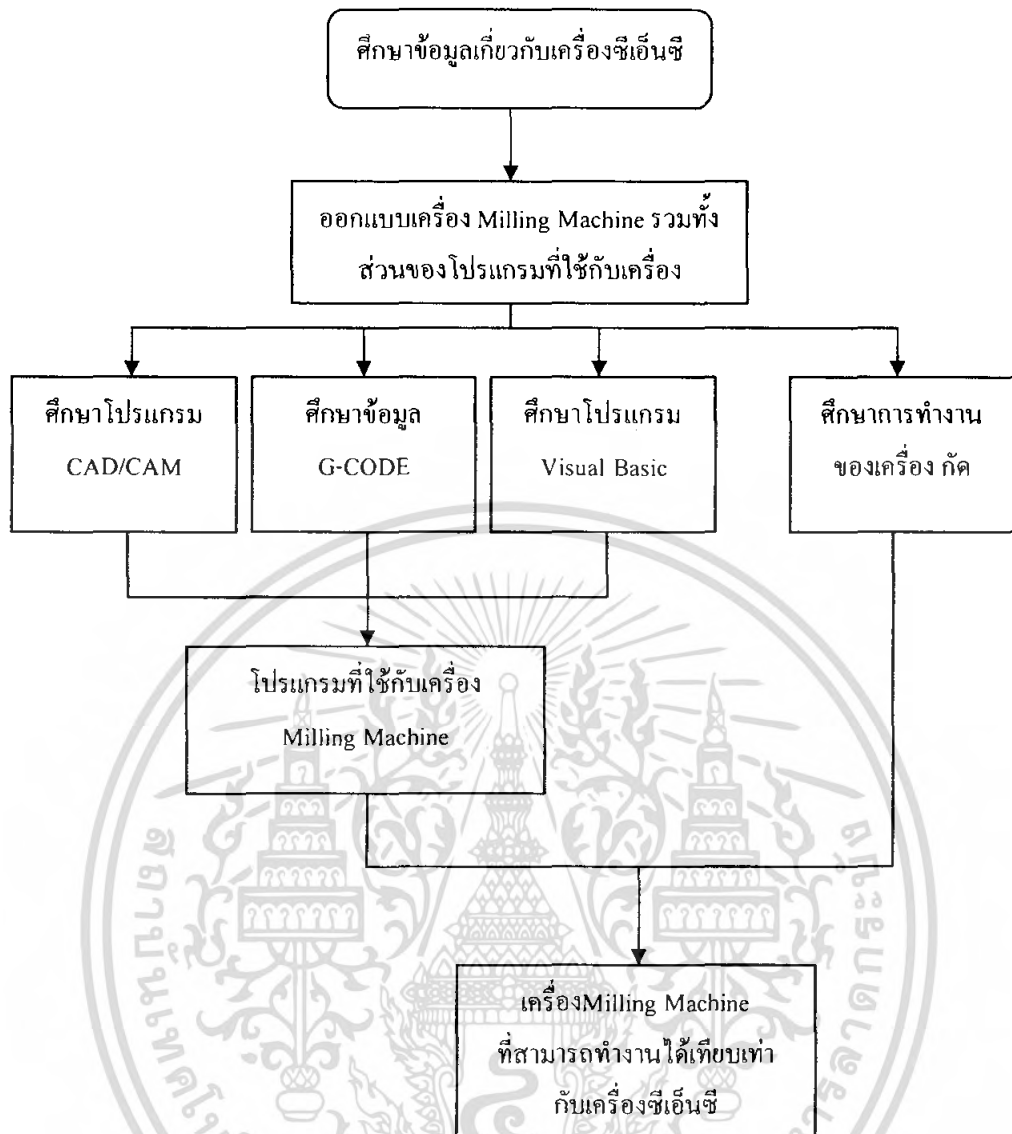 ศึกษาข้อมูลเกี่ยวกับเครื่องซีเอ็นซี
ออกแบบเครื่อง Milling Machine รวมทั้ง
ส่วนของโปรแกรมที่ใช้กับเครื่อง
ศึกษาโปรแกรม
CAD/CAM
ศึกษาข้อมูล
G-CODE
ศึกษาโปรแกรม
Visual Basic
ศึกษาการทำงาน
ของเครื่อง กัด
โปรแกรมที่ใช้กับเครื่อง
Milling Machine
เครื่องMilling Machine
ที่สามารถทำงานได้เทียบเท่า
กับเครื่องซีเอ็นซี